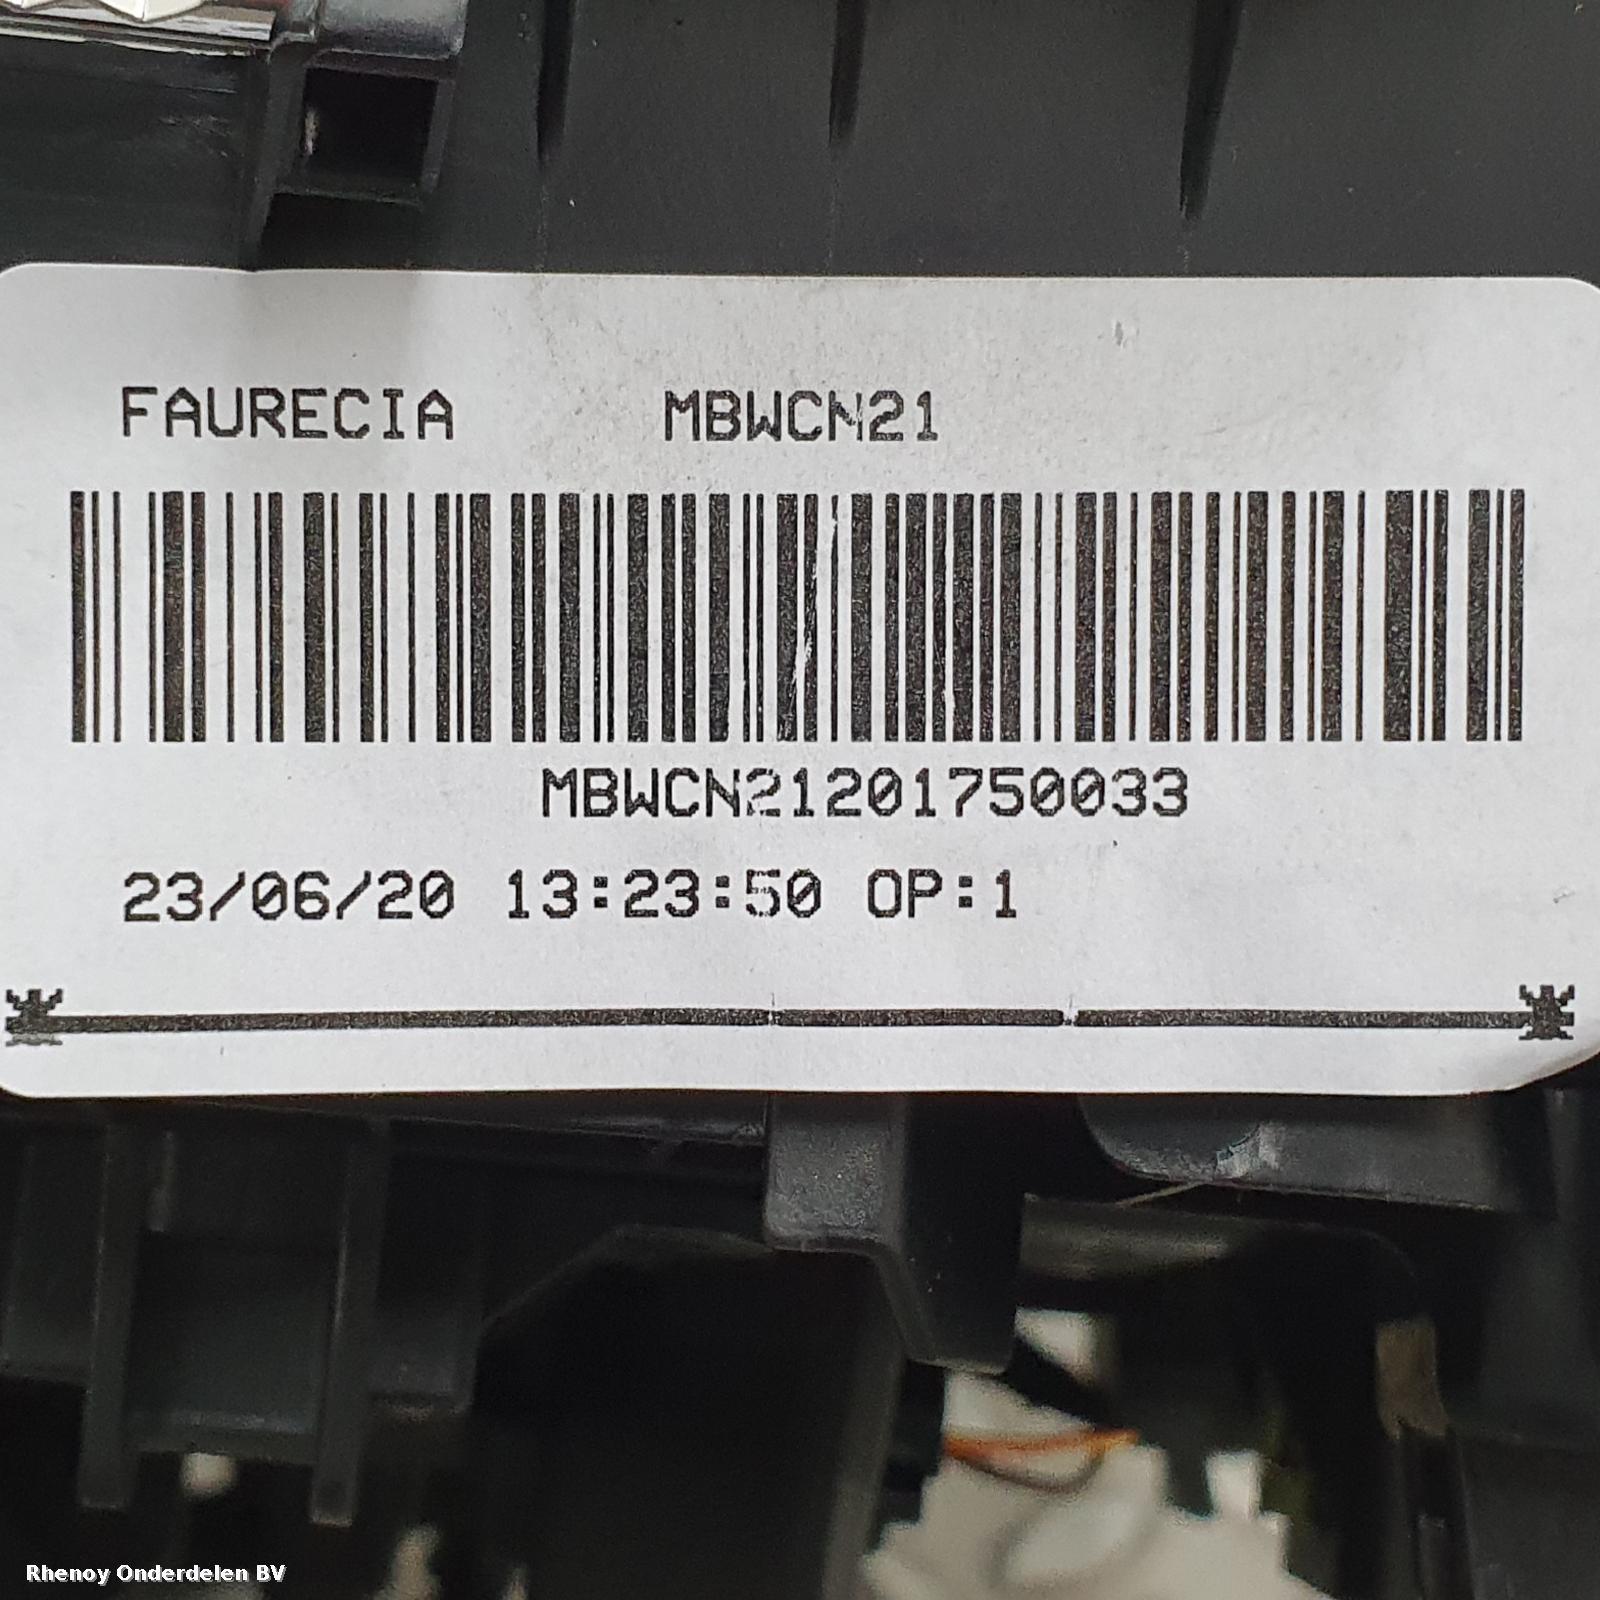 FAURECIA MBWCN21
MBWCN21201750033
23/06/20 13:23:50 OP:1
Rhenoy Onderdelen BV